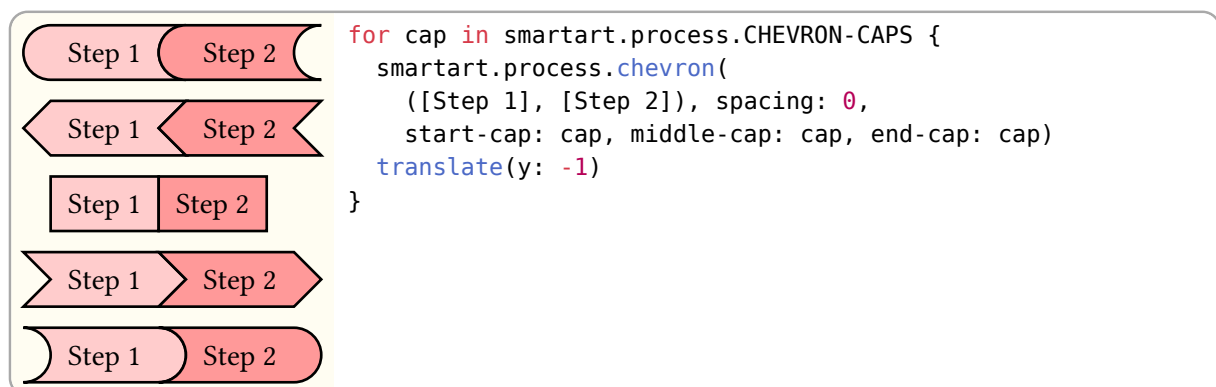 Step 1 Step 2
Step 1 Step 2
Step 1 Step 2
Step 1 Step 2
Step 1 Step 2
for cap in smartart.process.CHEVRON-CAPS {
  smartart.process.chevron(
    ([Step 1], [Step 2]), spacing: 0,
    start-cap: cap, middle-cap: cap, end-cap: cap)
  translate(y: -1)
}